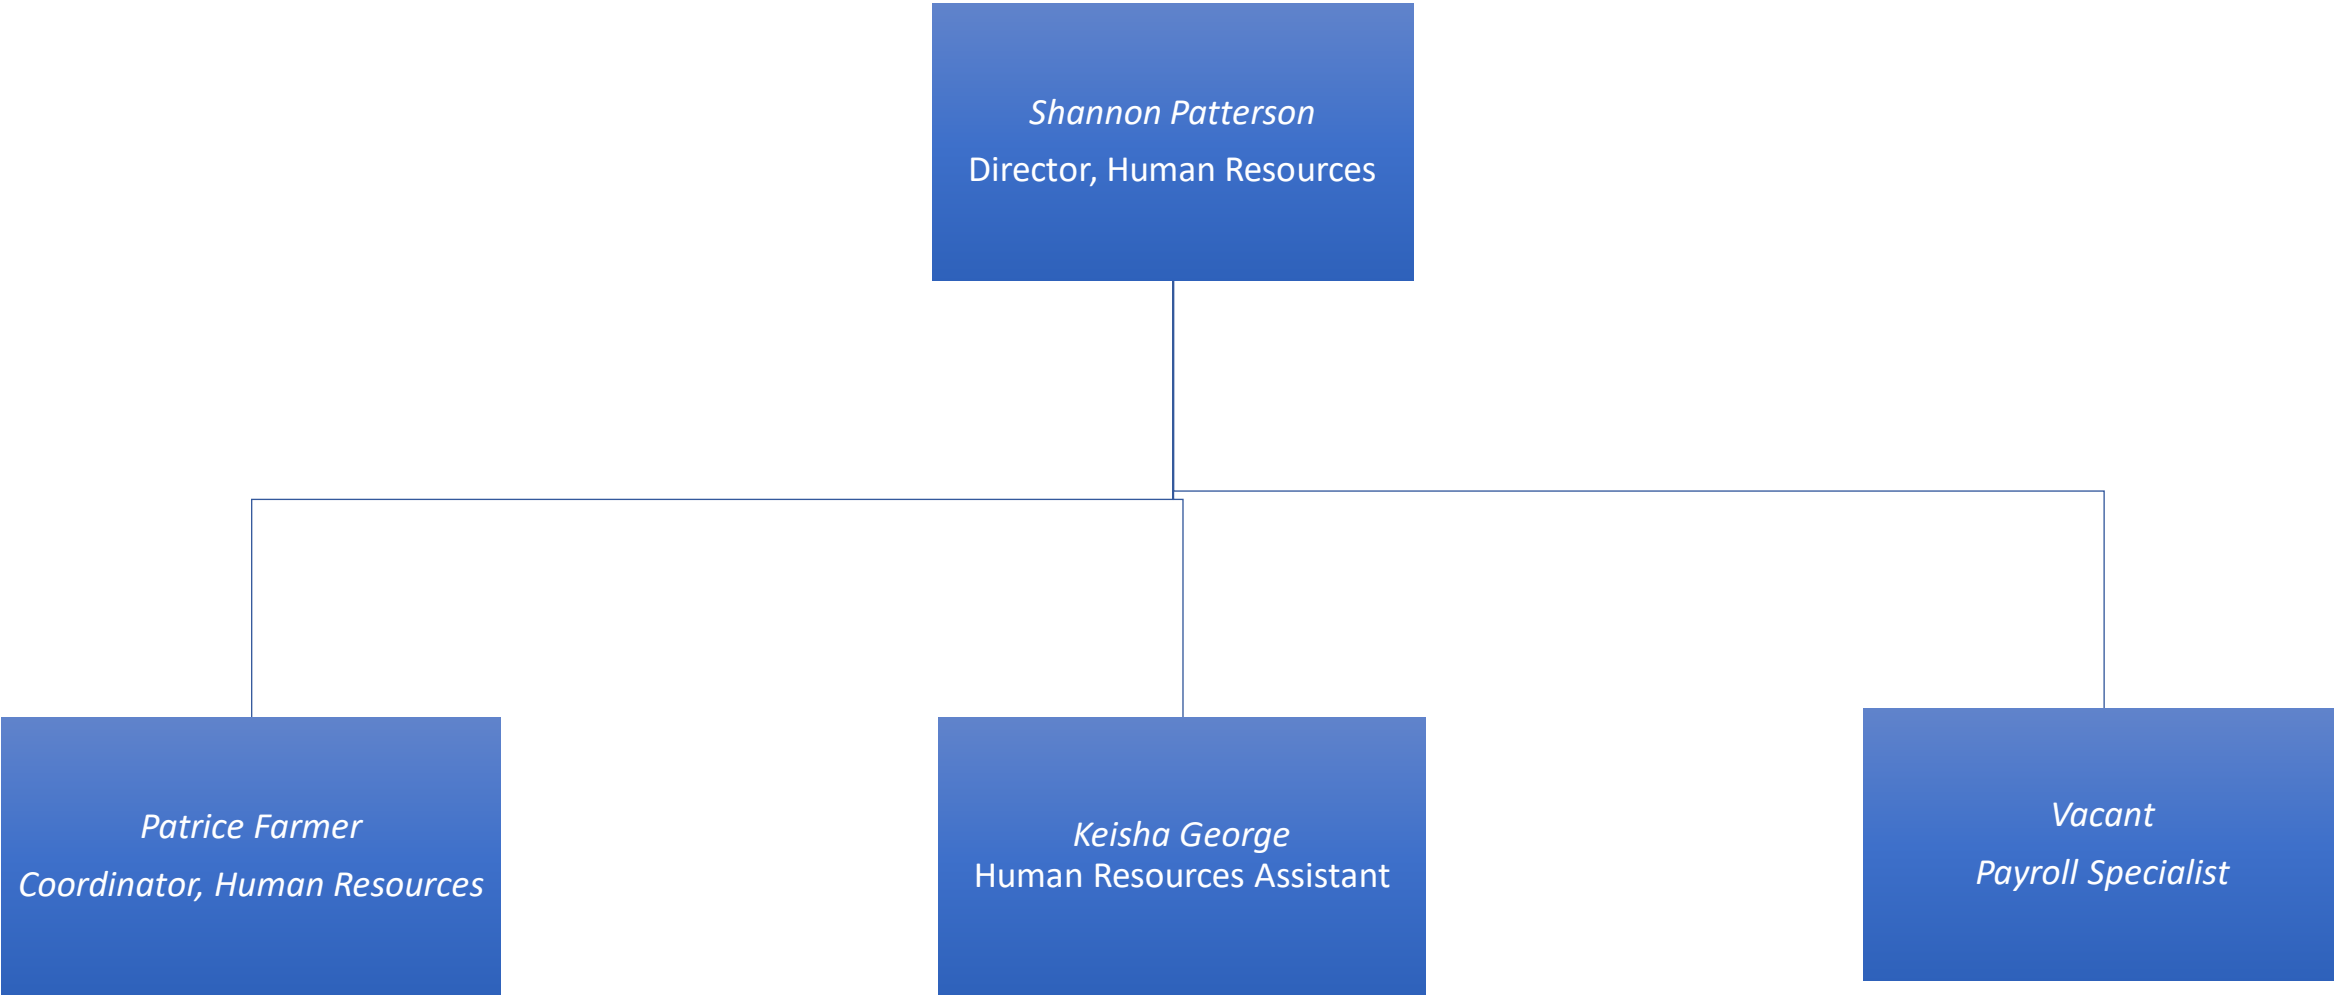 Shannon Patterson
Director, Human Resources
Patrice Farmer
Coordinator, Human Resources
Keisha George
Human Resources Assistant
Vacant
Payroll Specialist